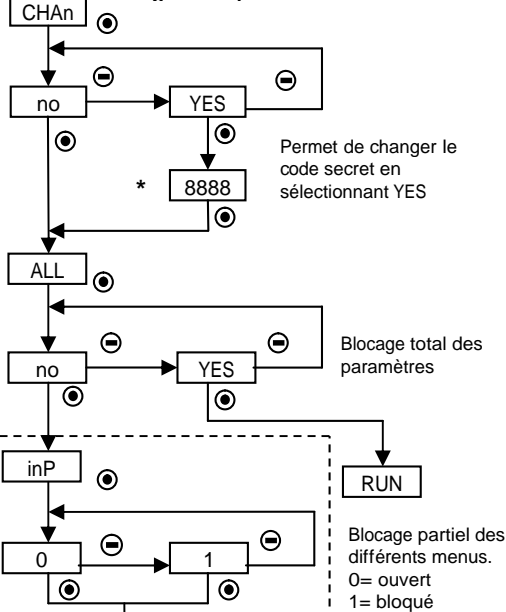 CHAn
no
YES
Permet de changer le
code secret en
sélectionnant YES
* 8888
ALL
Blocage total des
paramètres
no
YES
inP
RUN
Blocage partiel des
différents menus.
0= ouvert
1= bloqué
0
1